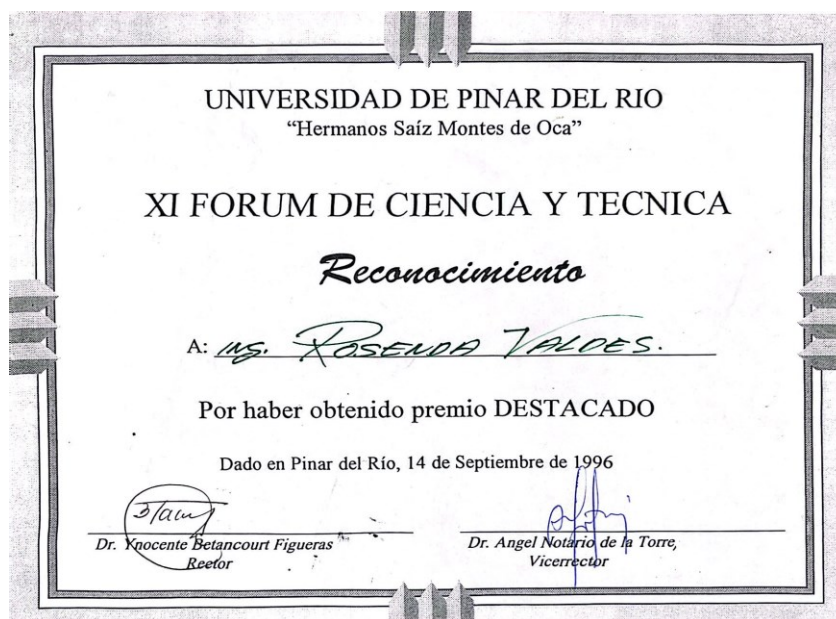 UNIVERSIDAD DE PINAR DEL RIO
“Hermanos Saíz Montes de Oca”
XI FORUM DE CIENCIA Y TECNICA
Reconocimiento
A: ING. ROSENDA VALDES.
Por haber obtenido premio DESTACADO
Dado en Pinar del Río, 14 de Septiembre de 1996
Dr. Ynocente Betancourt Figueras
Rector
Dr. Angel Notario de la Torre,
Vicerrector